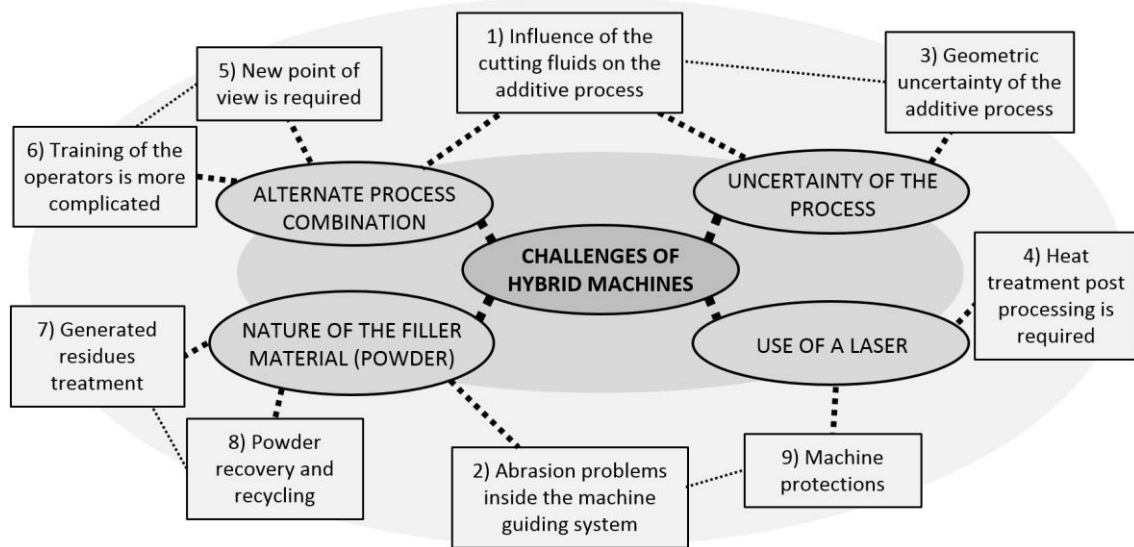 1) Influence of the
cutting fluids on the
additive process
3) Geometric
uncertainty of the
additive process
5) New point of
view is required
6) Training of the
operators is more
complicated
ALTERNATE PROCESS
COMBINATION
UNCERTAINTY OF THE
PROCESS
CHALLENGES OF
HYBRID MACHINES
4) Heat
treatment post
processing is
required
7) Generated
residues
treatment
NATURE OF THE FILLER
MATERIAL (POWDER)
USE OF A LASER
8) Powder
recovery and
recycling
2) Abrasion problems
inside the machine
guiding system
9) Machine
protections